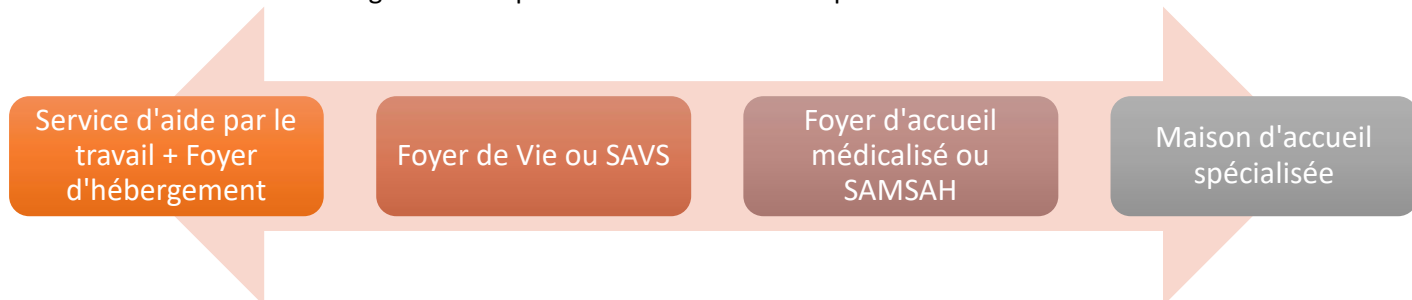 Service d'aide par le
travail + Foyer
d'hébergement
Foyer de Vie ou SAVS
Foyer d'accueil
médicalisé ou
SAMSAH
Maison d'accueil
spécialisée